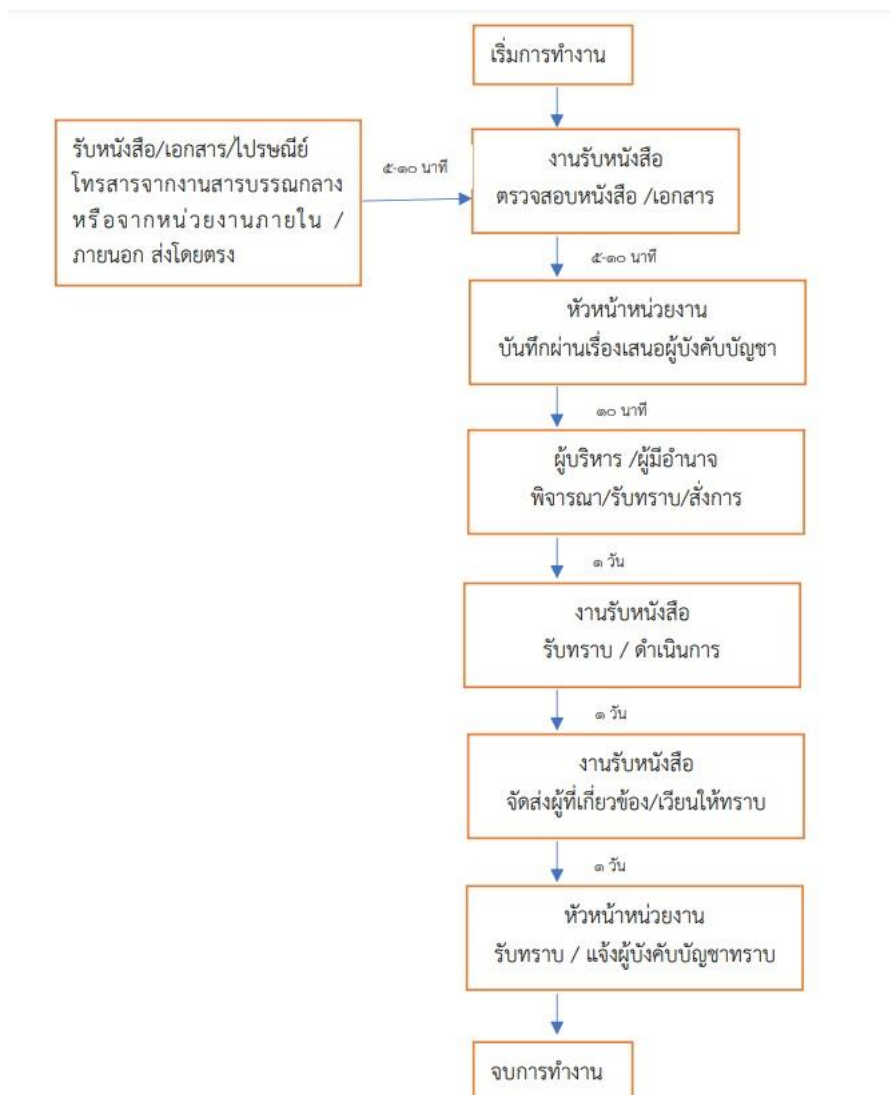 เริ่มการทำงาน
รับหนังสือ/เอกสาร/ไปรษณีย์
โทรสารจากงานสารบรรณกลาง
หรือจากหน่วยงานภายใน /
ภายนอก ส่งโดยตรง
๕-๑๐ นาที
งานรับหนังสือ
ตรวจสอบหนังสือ /เอกสาร
๕-๑๐ นาที
หัวหน้าหน่วยงาน
บันทึกผ่านเรื่องเสนอผู้บังคับบัญชา
๑๐ นาที
ผู้บริหาร /ผู้มีอำนาจ
พิจารณา/รับทราบ/สั่งการ
๑ วัน
งานรับหนังสือ
รับทราบ / ดำเนินการ
๑ วัน
งานรับหนังสือ
จัดส่งผู้ที่เกี่ยวข้อง/เวียนให้ทราบ
๑ วัน
หัวหน้าหน่วยงาน
รับทราบ / แจ้งผู้บังคับบัญชาทราบ
จบการทำงาน